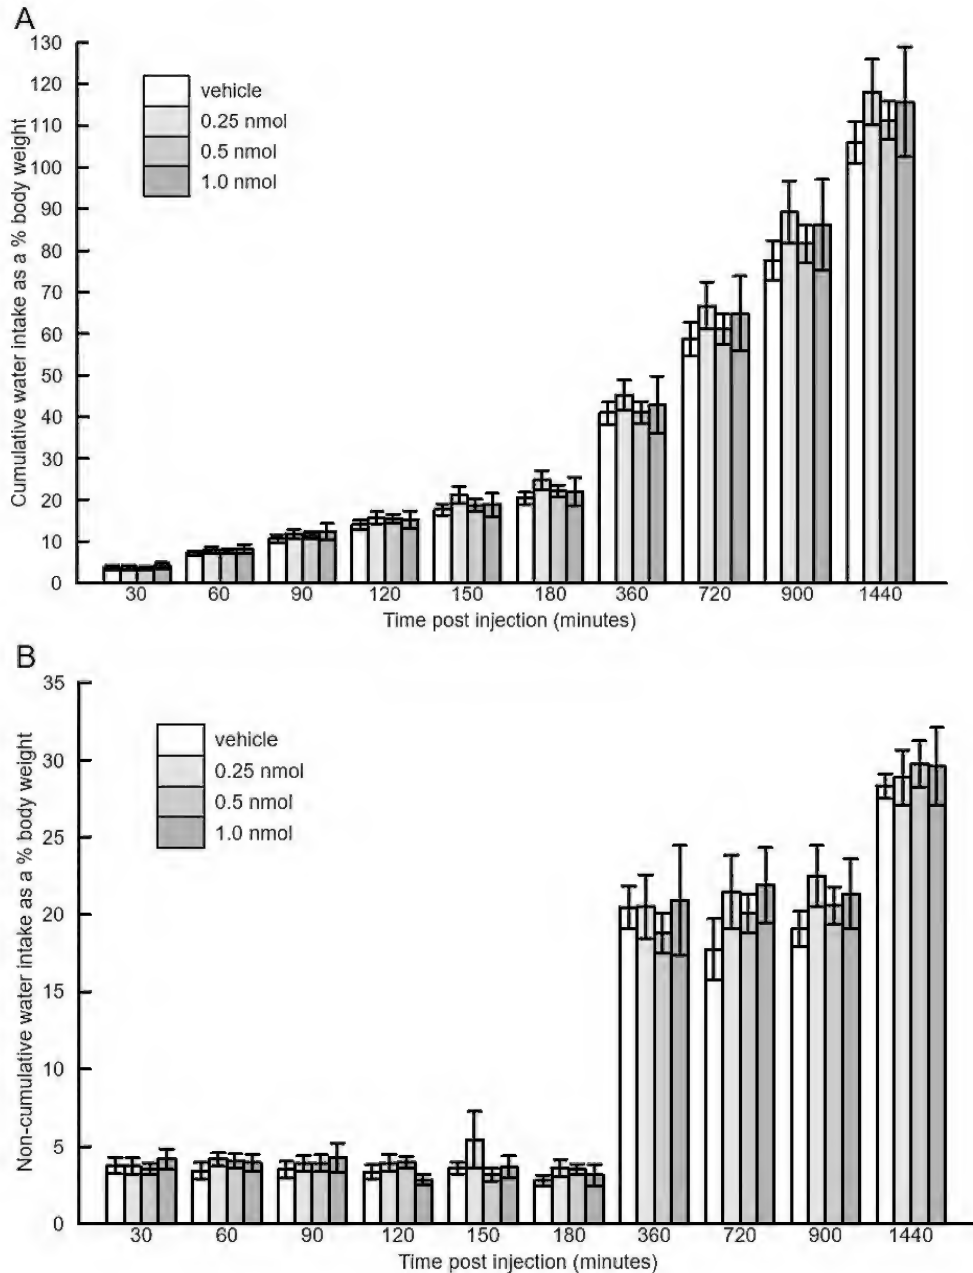 A
Cumulative water intake as a % body weight
130
120
110
100
90
80
70
60
50
40
30
20
10
0
vehicle
0.25 nmol
0.5 nmol
1.0 nmol
30 60 90 120 150 180 360 720 900 1440
Time post injection (minutes)
B
Non-cumulative water intake as a % body weight
35
30
25
20
15
10
5
0
vehicle
0.25 nmol
0.5 nmol
1.0 nmol
30 60 90 120 150 180 360 720 900 1440
Time post injection (minutes)